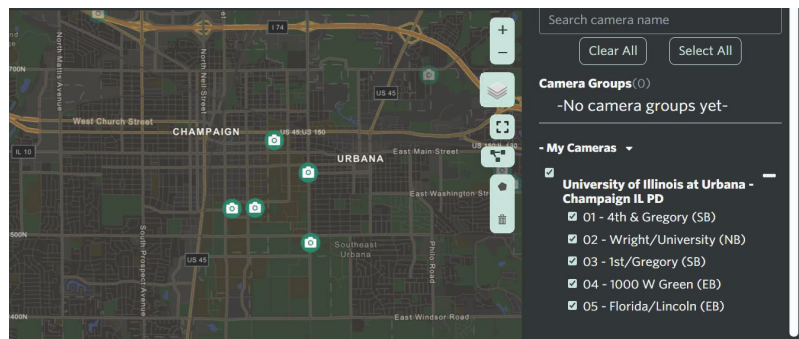 I 74
North Mattis Avenue
North Neil Street
700N
US 45
West Church Street
CHAMPAIGN
US 45;US 150
IL 10
URBANA
East Main Street
East Washington Str
500N
Southeast
Urbana
South Prospect Avenue
US 45
Philo Road
400N
East Windsor Road
Search camera name
Clear All
Select All
Camera Groups(0)
-No camera groups yet-
- My Cameras
University of Illinois at Urbana -
Champaign IL PD
01 - 4th & Gregory (SB)
02 - Wright/University (NB)
03 - 1st/Gregory (SB)
04 - 1000 W Green (EB)
05 - Florida/Lincoln (EB)